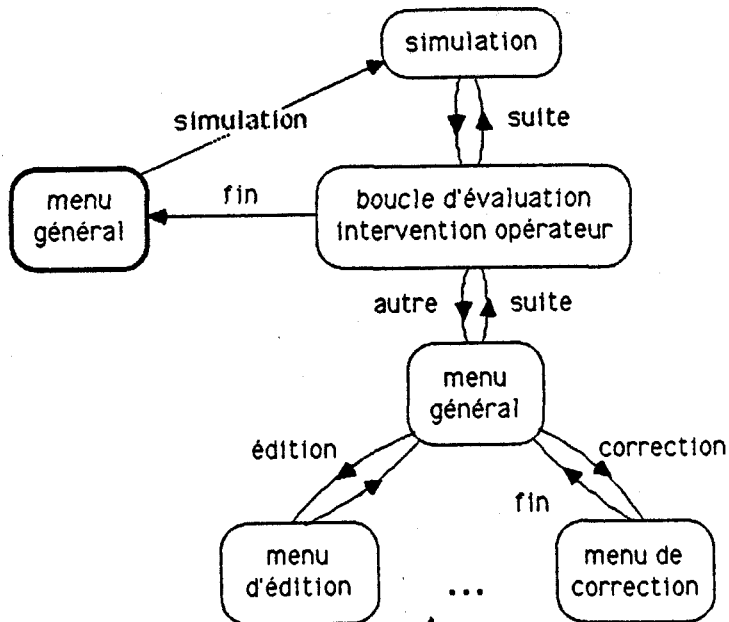 simulation
simulation
suite
menu
général
fin
boucle d'évaluation
intervention opérateur
autre
suite
menu
général
édition
correction
fin
menu
d'édition
...
menu de
correction